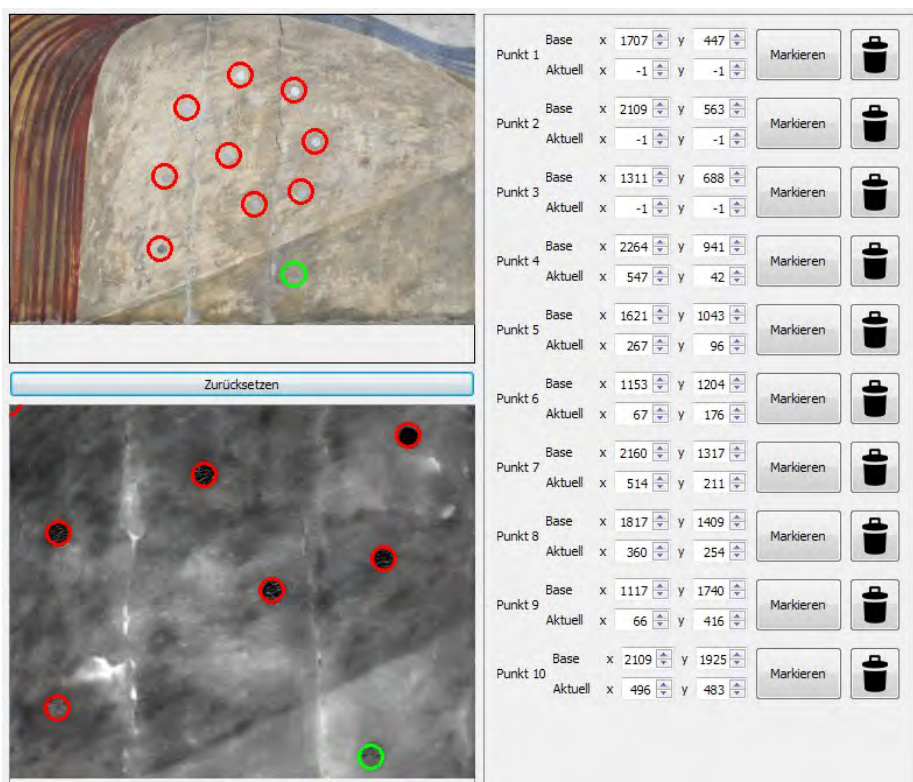 Punkt 1 Base x 1707 y 447 Markieren
Aktuell x -1 y -1
Punkt 2 Base x 2109 y 563 Markieren
Aktuell x -1 y -1
Punkt 3 Base x 1311 y 688 Markieren
Aktuell x -1 y -1
Punkt 4 Base x 2264 y 941 Markieren
Aktuell x 547 y 42
Punkt 5 Base x 1621 y 1043 Markieren
Aktuell x 267 y 96
Punkt 6 Base x 1153 y 1204 Markieren
Aktuell x 67 y 176
Punkt 7 Base x 2160 y 1317 Markieren
Aktuell x 514 y 211
Punkt 8 Base x 1817 y 1409 Markieren
Aktuell x 360 y 254
Punkt 9 Base x 1117 y 1740 Markieren
Aktuell x 66 y 416
Punkt 10 Base x 2109 y 1925 Markieren
Aktuell x 496 y 483
Zurücksetzen